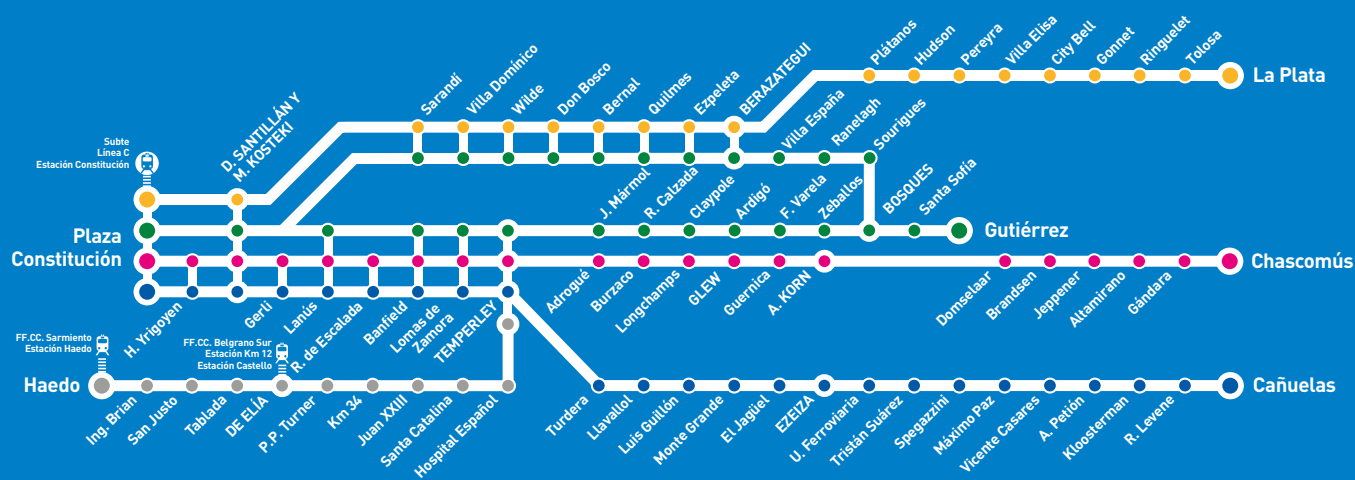 Subte
Línea C
Estación Constitución
D. SANTILLÁN Y
M. KOSTEKI
Sarandí
Villa Domínico
Wilde
Don Bosco
Bernal
Quilmes
Ezpeleta
BERAZATEGUI
Plátanos
Hudson
Pereyra
Villa Elisa
City Bell
Gonnet
Ringuelet
Tolosa
La Plata
Villa España
Ranelagh
Sourigues
J. Mármol
R. Calzada
Claypole
Ardigó
F. Varela
Zeballos
BOSQUES
Santa Sofía
Gutiérrez
Plaza
Constitución
H. Yrigoyen
Gerli
Lanús
R. de Escalada
Banfield
Lomas de
Zamora
TEMPERLEY
Adrogué
Burzaco
Longchamps
GLEW
Guernica
A. KORN
Domselaar
Brandsen
Jeppener
Altamirano
Gándara
Chascomús
FF.CC. Sarmiento
Estación Haedo
FF.CC. Belgrano Sur
Estación Km 12
Estación Castello
Haedo
Ing. Brian
San Justo
Tablada
DE ELÍA
P.P. Turner
Km 34
Juan XXIII
Santa Catalina
Hospital Español
Turdera
Llavallol
Luis Guillón
Monte Grande
El Jagüel
EZEIZA
U. Ferroviaria
Tristán Suárez
Spegazzini
Máximo Paz
Vicente Casares
A. Petión
Kloosterman
R. Levene
Cañuelas